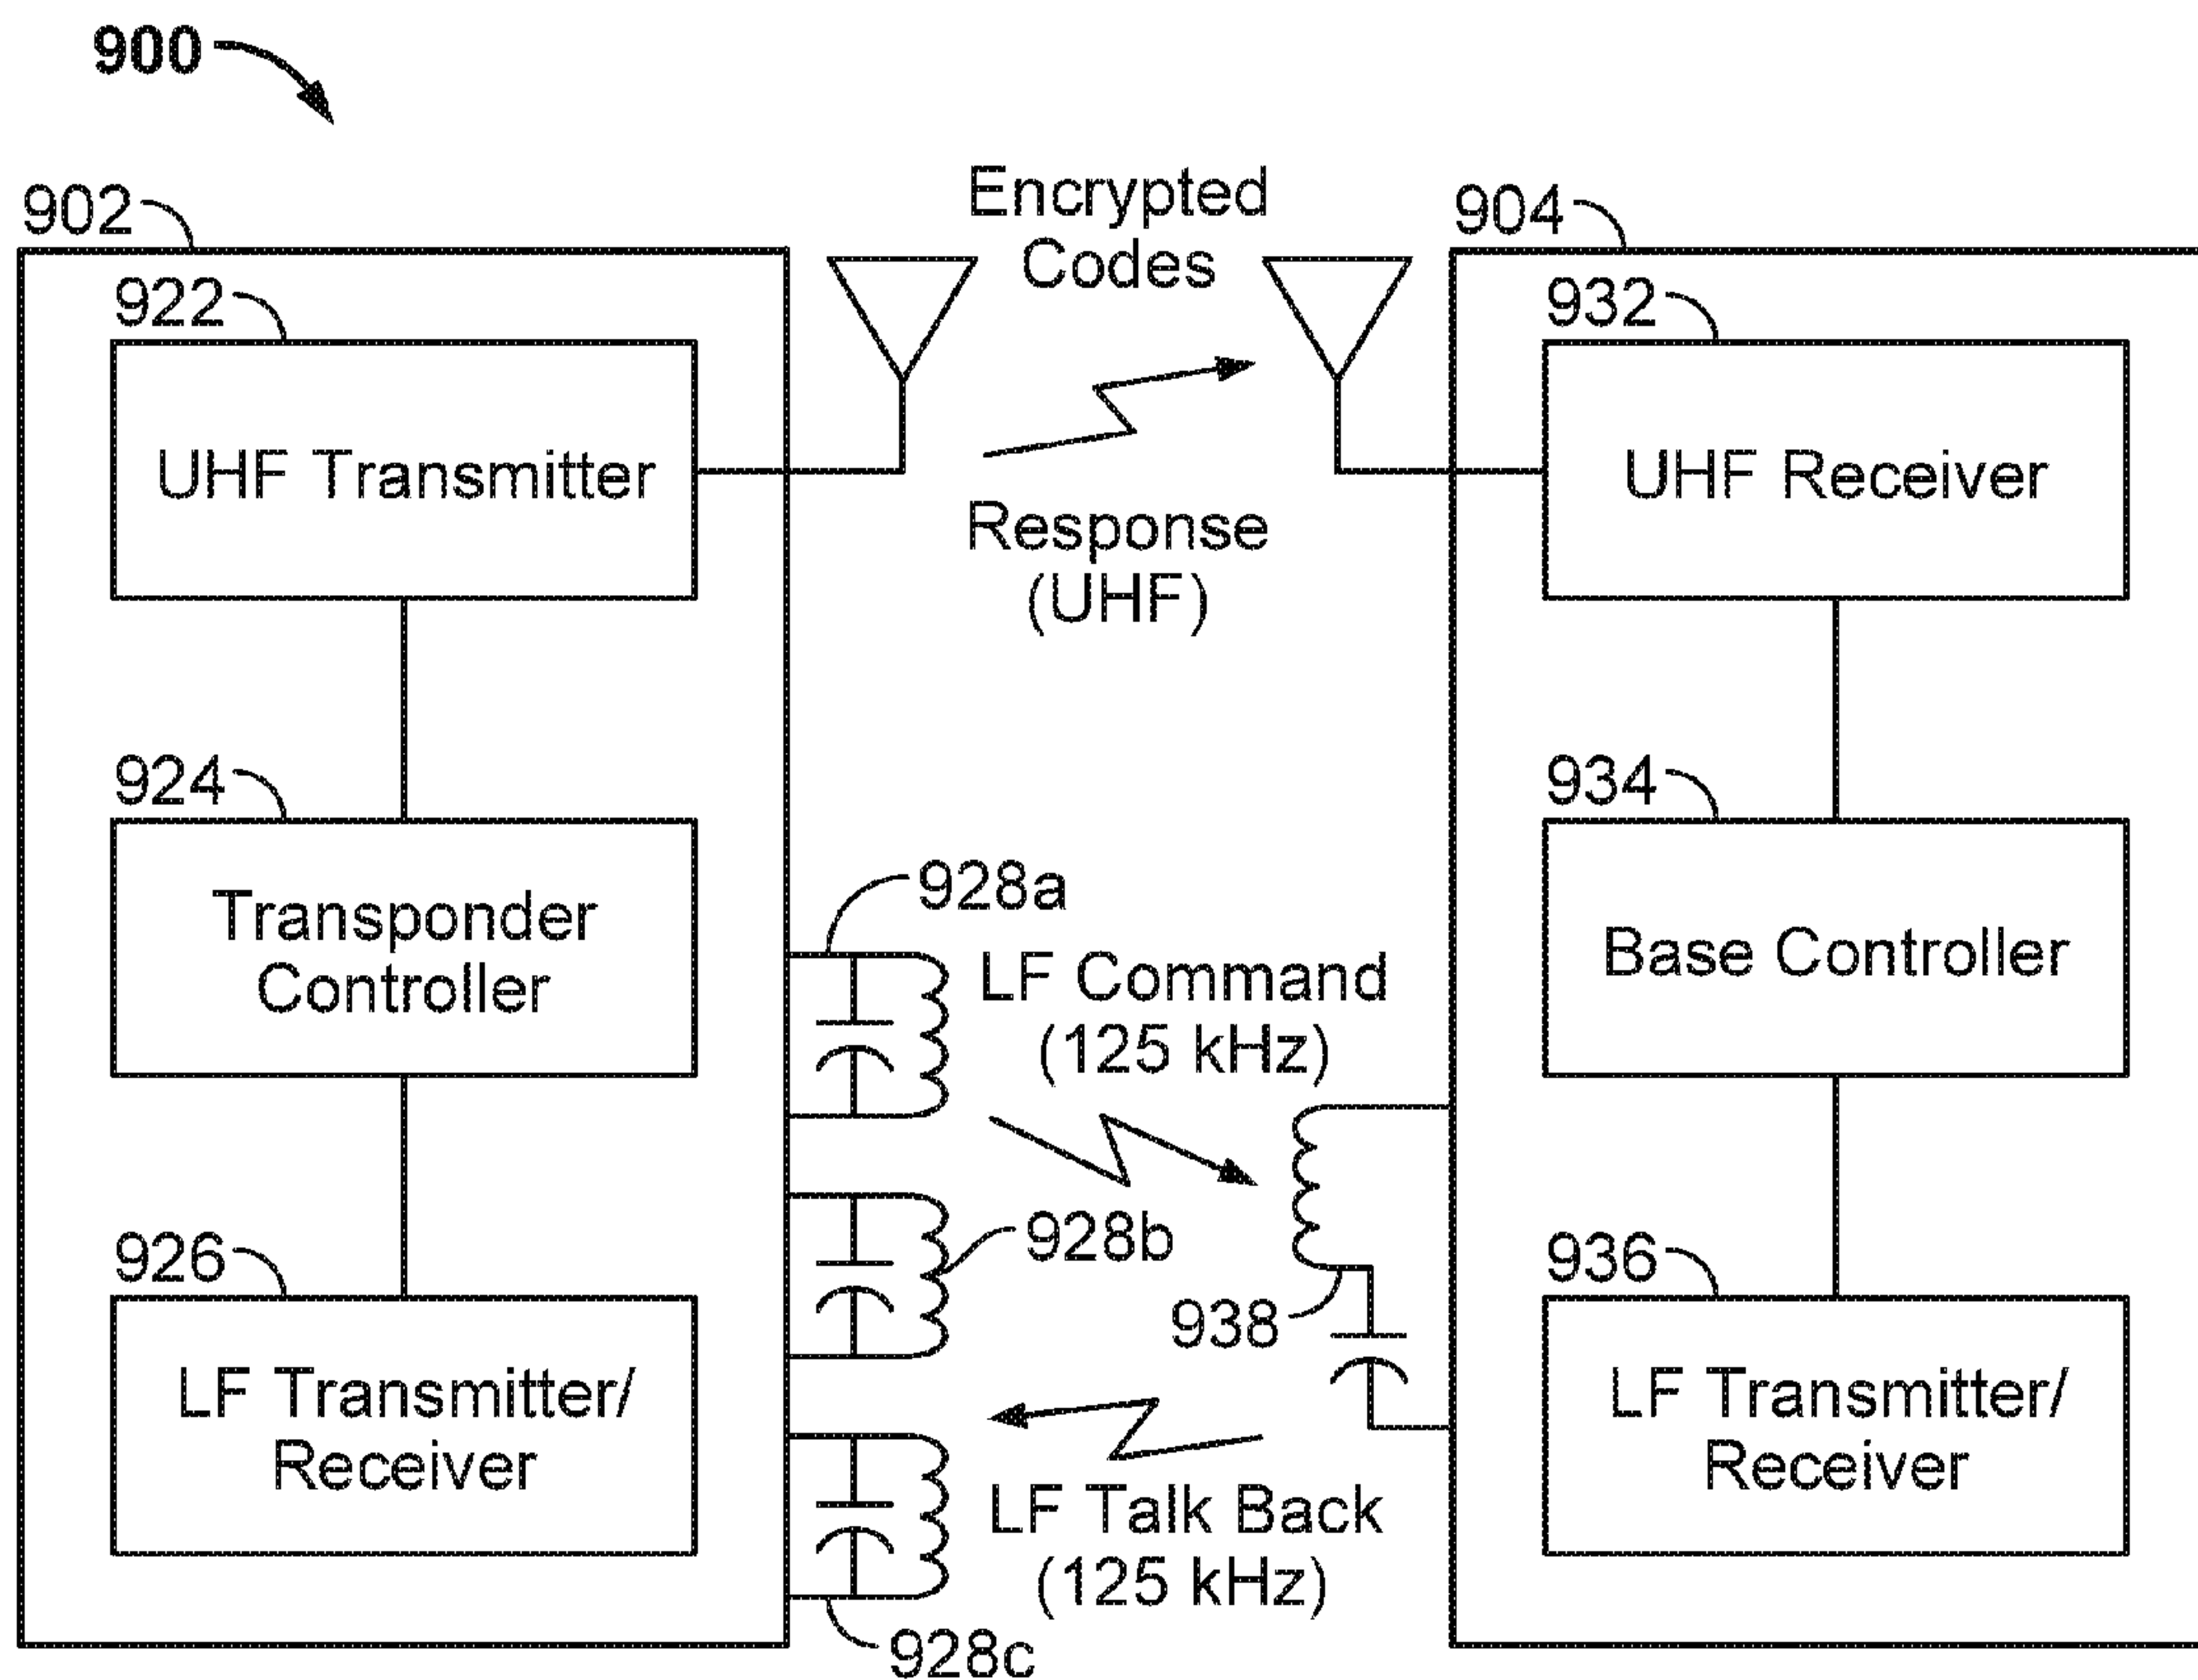 900
902
922
UHF Transmitter
924
Transponder
Controller
926
LF Transmitter/
Receiver
Encrypted
Codes
Response
(UHF)
928a
LF Command
(125 kHz)
928b
938
LF Talk Back
(125 kHz)
928c
904
932
UHF Receiver
934
Base Controller
936
LF Transmitter/
Receiver